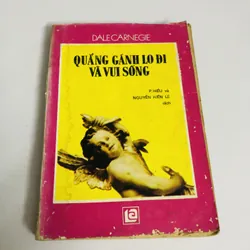 DALE CARNEGIE
QUẲNG GÁNH LO ĐI
VÀ VUI SỐNG
P. HIẾU và
NGUYỄN HIẾN LÊ
dịch